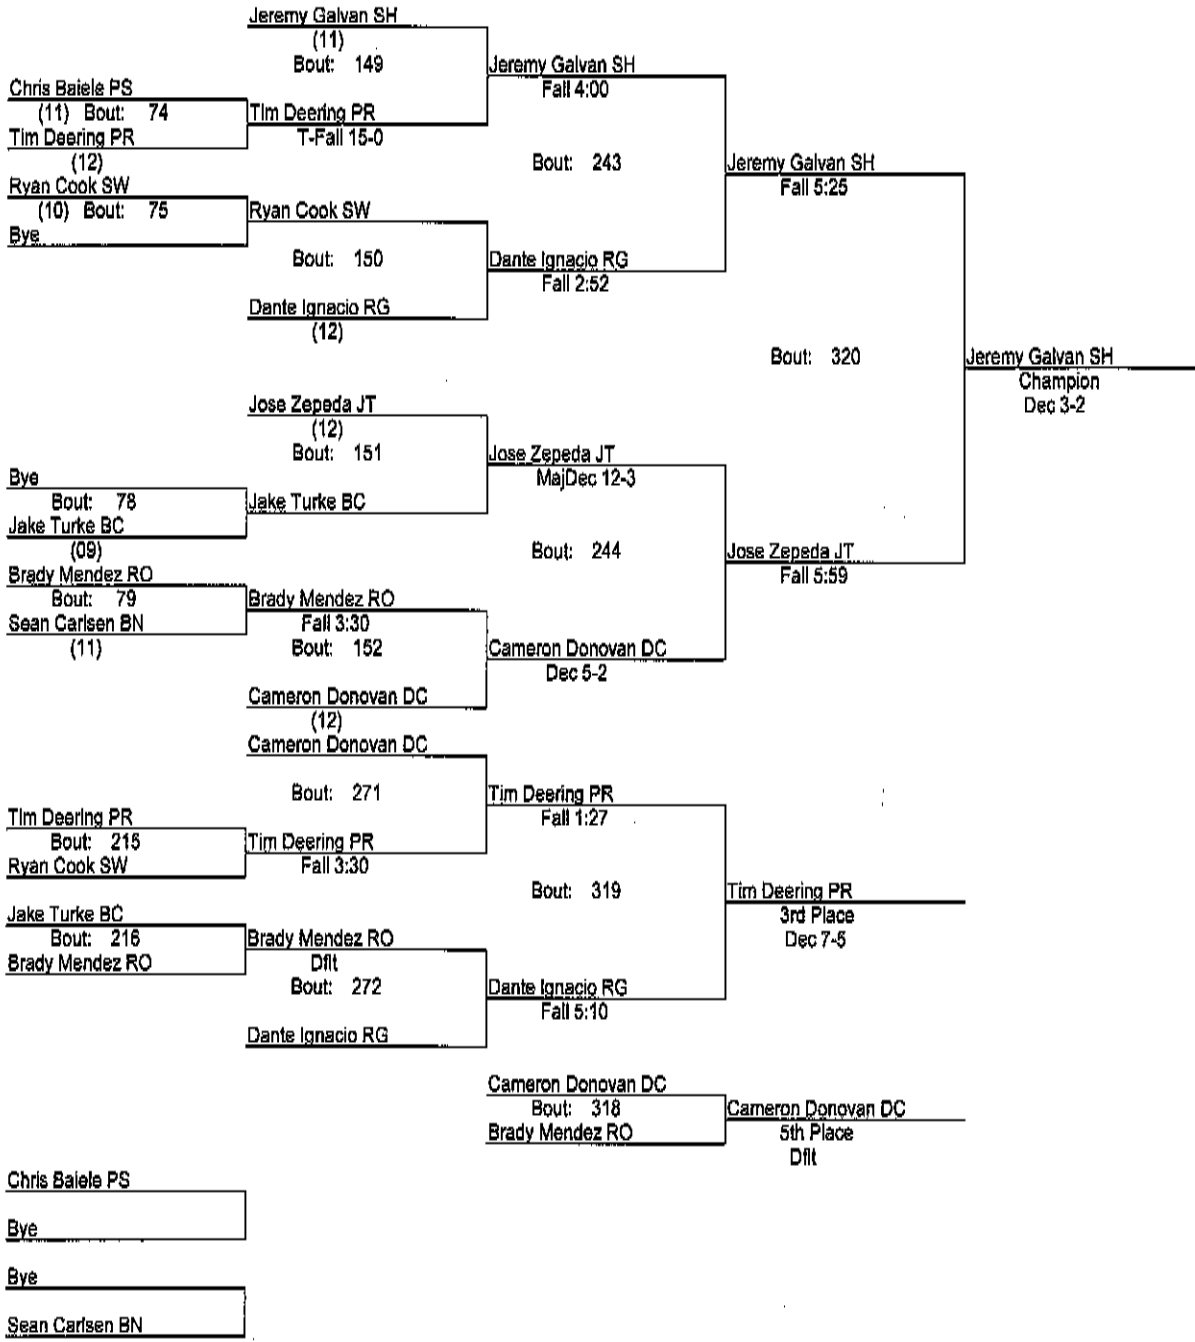 Jeremy Galvan SH
(11)
Bout: 149
Jeremy Galvan SH
Fall 4:00
Chris Baiele PS
(11) Bout: 74
Tim Deering PR
T-Fall 15-0
Tim Deering PR
(12)
Bout: 243
Jeremy Galvan SH
Fall 5:25
Ryan Cook SW
(10) Bout: 75
Ryan Cook SW
Bye
Bout: 150
Dante Ignacio RG
Fall 2:52
Dante Ignacio RG
(12)
Bout: 320
Jeremy Galvan SH
Champion
Dec 3-2
Jose Zepeda JT
(12)
Bout: 151
Jose Zepeda JT
MajDec 12-3
Bye
Bout: 78
Jake Turke BC
Jake Turke BC
(09)
Bout: 244
Jose Zepeda JT
Fall 5:59
Brady Mendez RO
Bout: 79
Brady Mendez RO
Fall 3:30
Sean Carlsen BN
(11)
Bout: 152
Cameron Donovan DC
Dec 5-2
Cameron Donovan DC
(12)
Cameron Donovan DC
Bout: 271
Tim Deering PR
Fall 1:27
Tim Deering PR
Bout: 215
Tim Deering PR
Fall 3:30
Ryan Cook SW
Bout: 319
Tim Deering PR
3rd Place
Dec 7-5
Jake Turke BC
Bout: 216
Brady Mendez RO
Dflt
Brady Mendez RO
Bout: 272
Dante Ignacio RG
Fall 5:10
Dante Ignacio RG
Cameron Donovan DC
Bout: 318
Cameron Donovan DC
5th Place
Dflt
Brady Mendez RO
Chris Baiele PS
Bye
Bye
Sean Carlsen BN